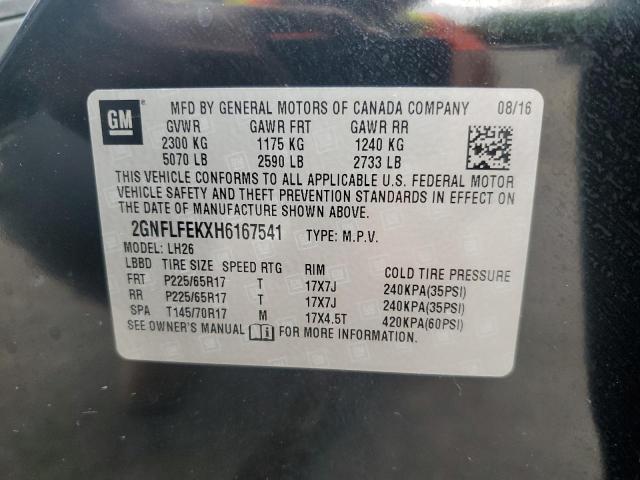 GM
MFD BY GENERAL MOTORS OF CANADA COMPANY 08/16
GVWR GAWR FRT GAWR RR
2300 KG 1175 KG 1240 KG
5070 LB 2590 LB 2733 LB
THIS VEHICLE CONFORMS TO ALL APPLICABLE U.S. FEDERAL MOTOR
VEHICLE SAFETY AND THEFT PREVENTION STANDARDS IN EFFECT ON
THE DATE OF MANUFACTURE SHOWN ABOVE.
2GNFLFEKXH6167541 TYPE: M.P.V.
MODEL: LH26
LBBD TIRE SIZE SPEED RTG RIM COLD TIRE PRESSURE
FRT P225/65R17 T 17X7J 240KPA(35PSI)
RR P225/65R17 T 17X7J 240KPA(35PSI)
SPA T145/70R17 M 17X4.5T 420KPA(60PSI)
SEE OWNER'S MANUAL FOR MORE INFORMATION.